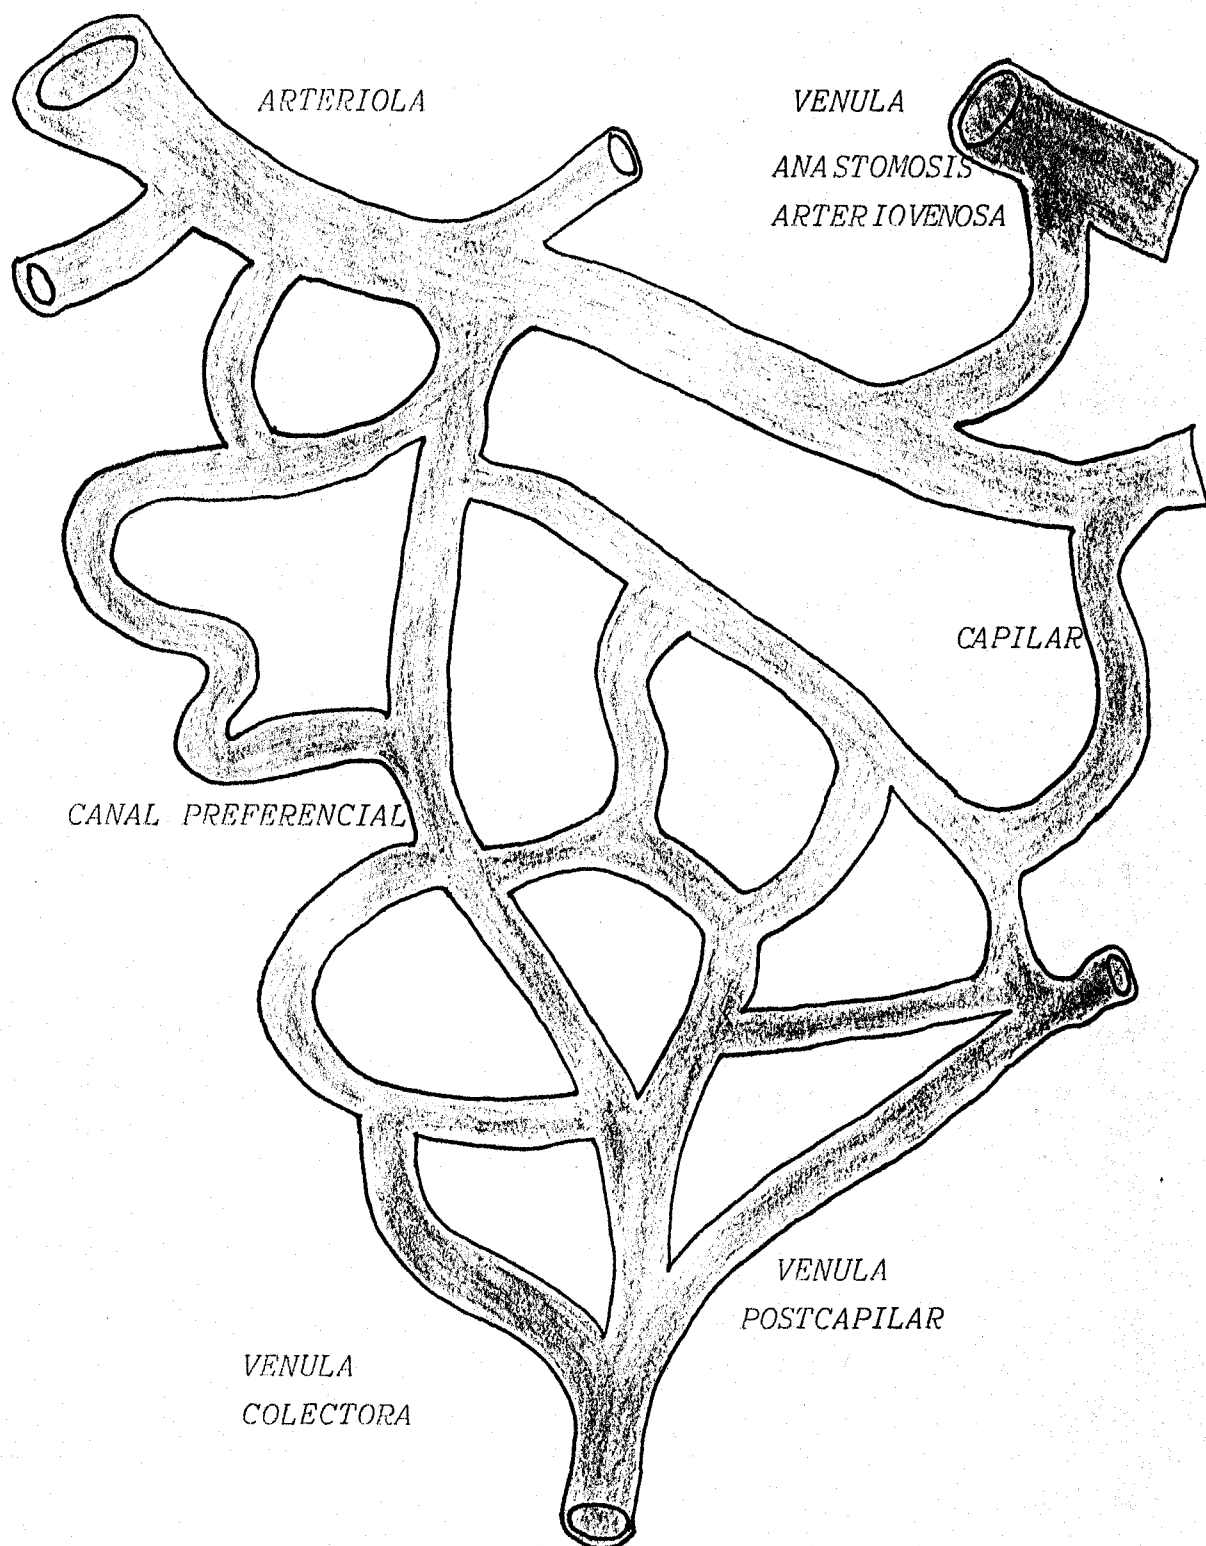 ARTERIOLA
VENULA
ANASTOMOSIS
ARTERIOVENOSA
CAPILAR
CANAL PREFERENCIAL
VENULA
POSTCAPILAR
VENULA
COLECTORA